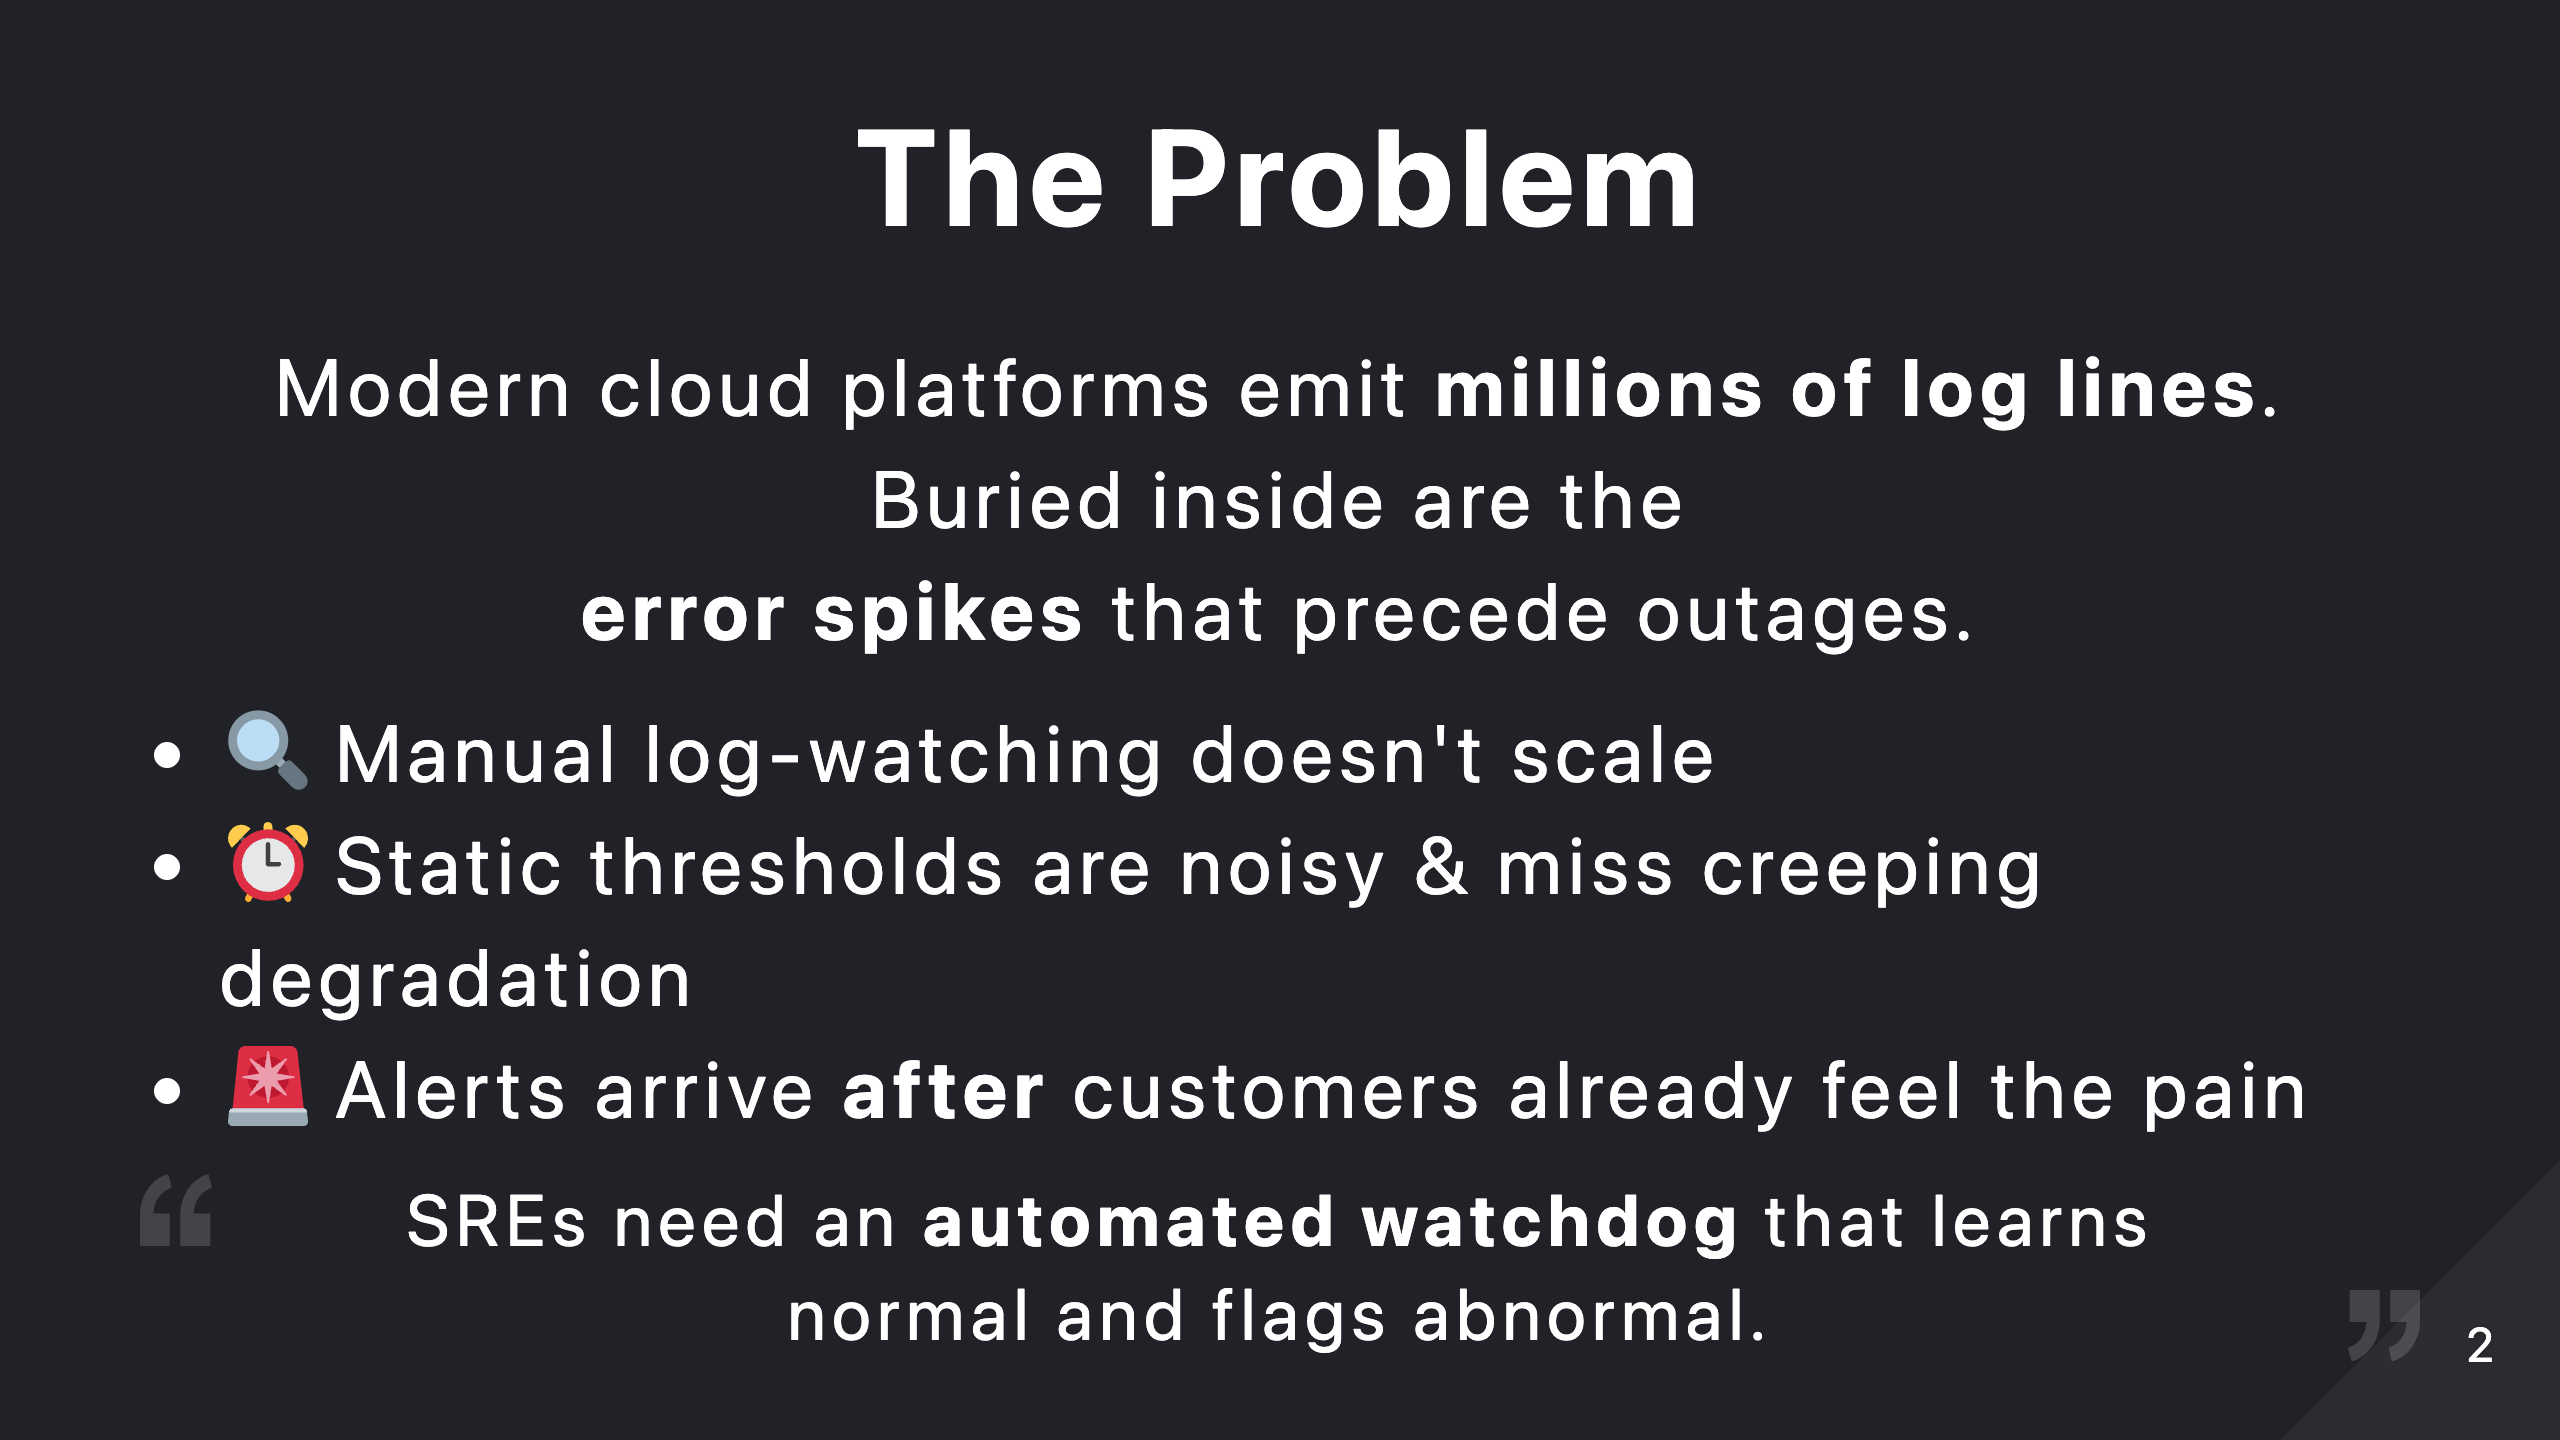 The Problem
Modern cloud platforms emit millions of log lines.
Buried inside are the
error spikes that precede outages.
• 🔍 Manual log-watching doesn't scale
• ⏰ Static thresholds are noisy & miss creeping
degradation
• 🚨 Alerts arrive after customers already feel the pain
“ SREs need an automated watchdog that learns
normal and flags abnormal. ”
2